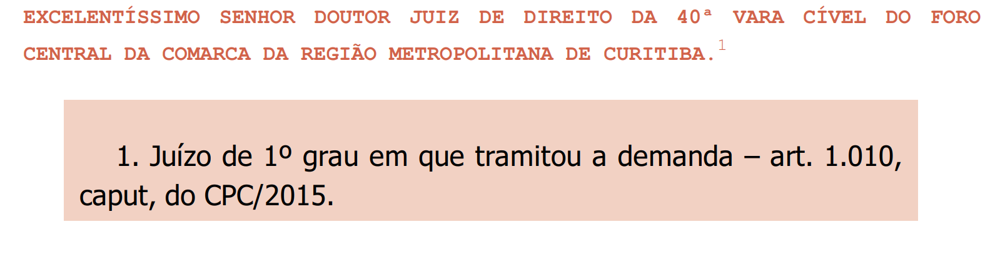 EXCELENTÍSSIMO SENHOR DOUTOR JUIZ DE DIREITO DA 40ª VARA CÍVEL DO FORO
CENTRAL DA COMARCA DA REGIÃO METROPOLITANA DE CURITIBA.1
1. Juízo de 1º grau em que tramitou a demanda – art. 1.010,
caput, do CPC/2015.